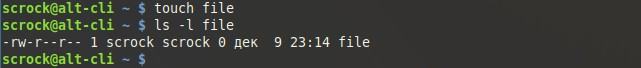 scrock@alt-cli ~ $ touch file
scrock@alt-cli ~ $ ls -l file
-rw-r--r-- 1 scrock scrock 0 дек  9 23:14 file
scrock@alt-cli ~ $